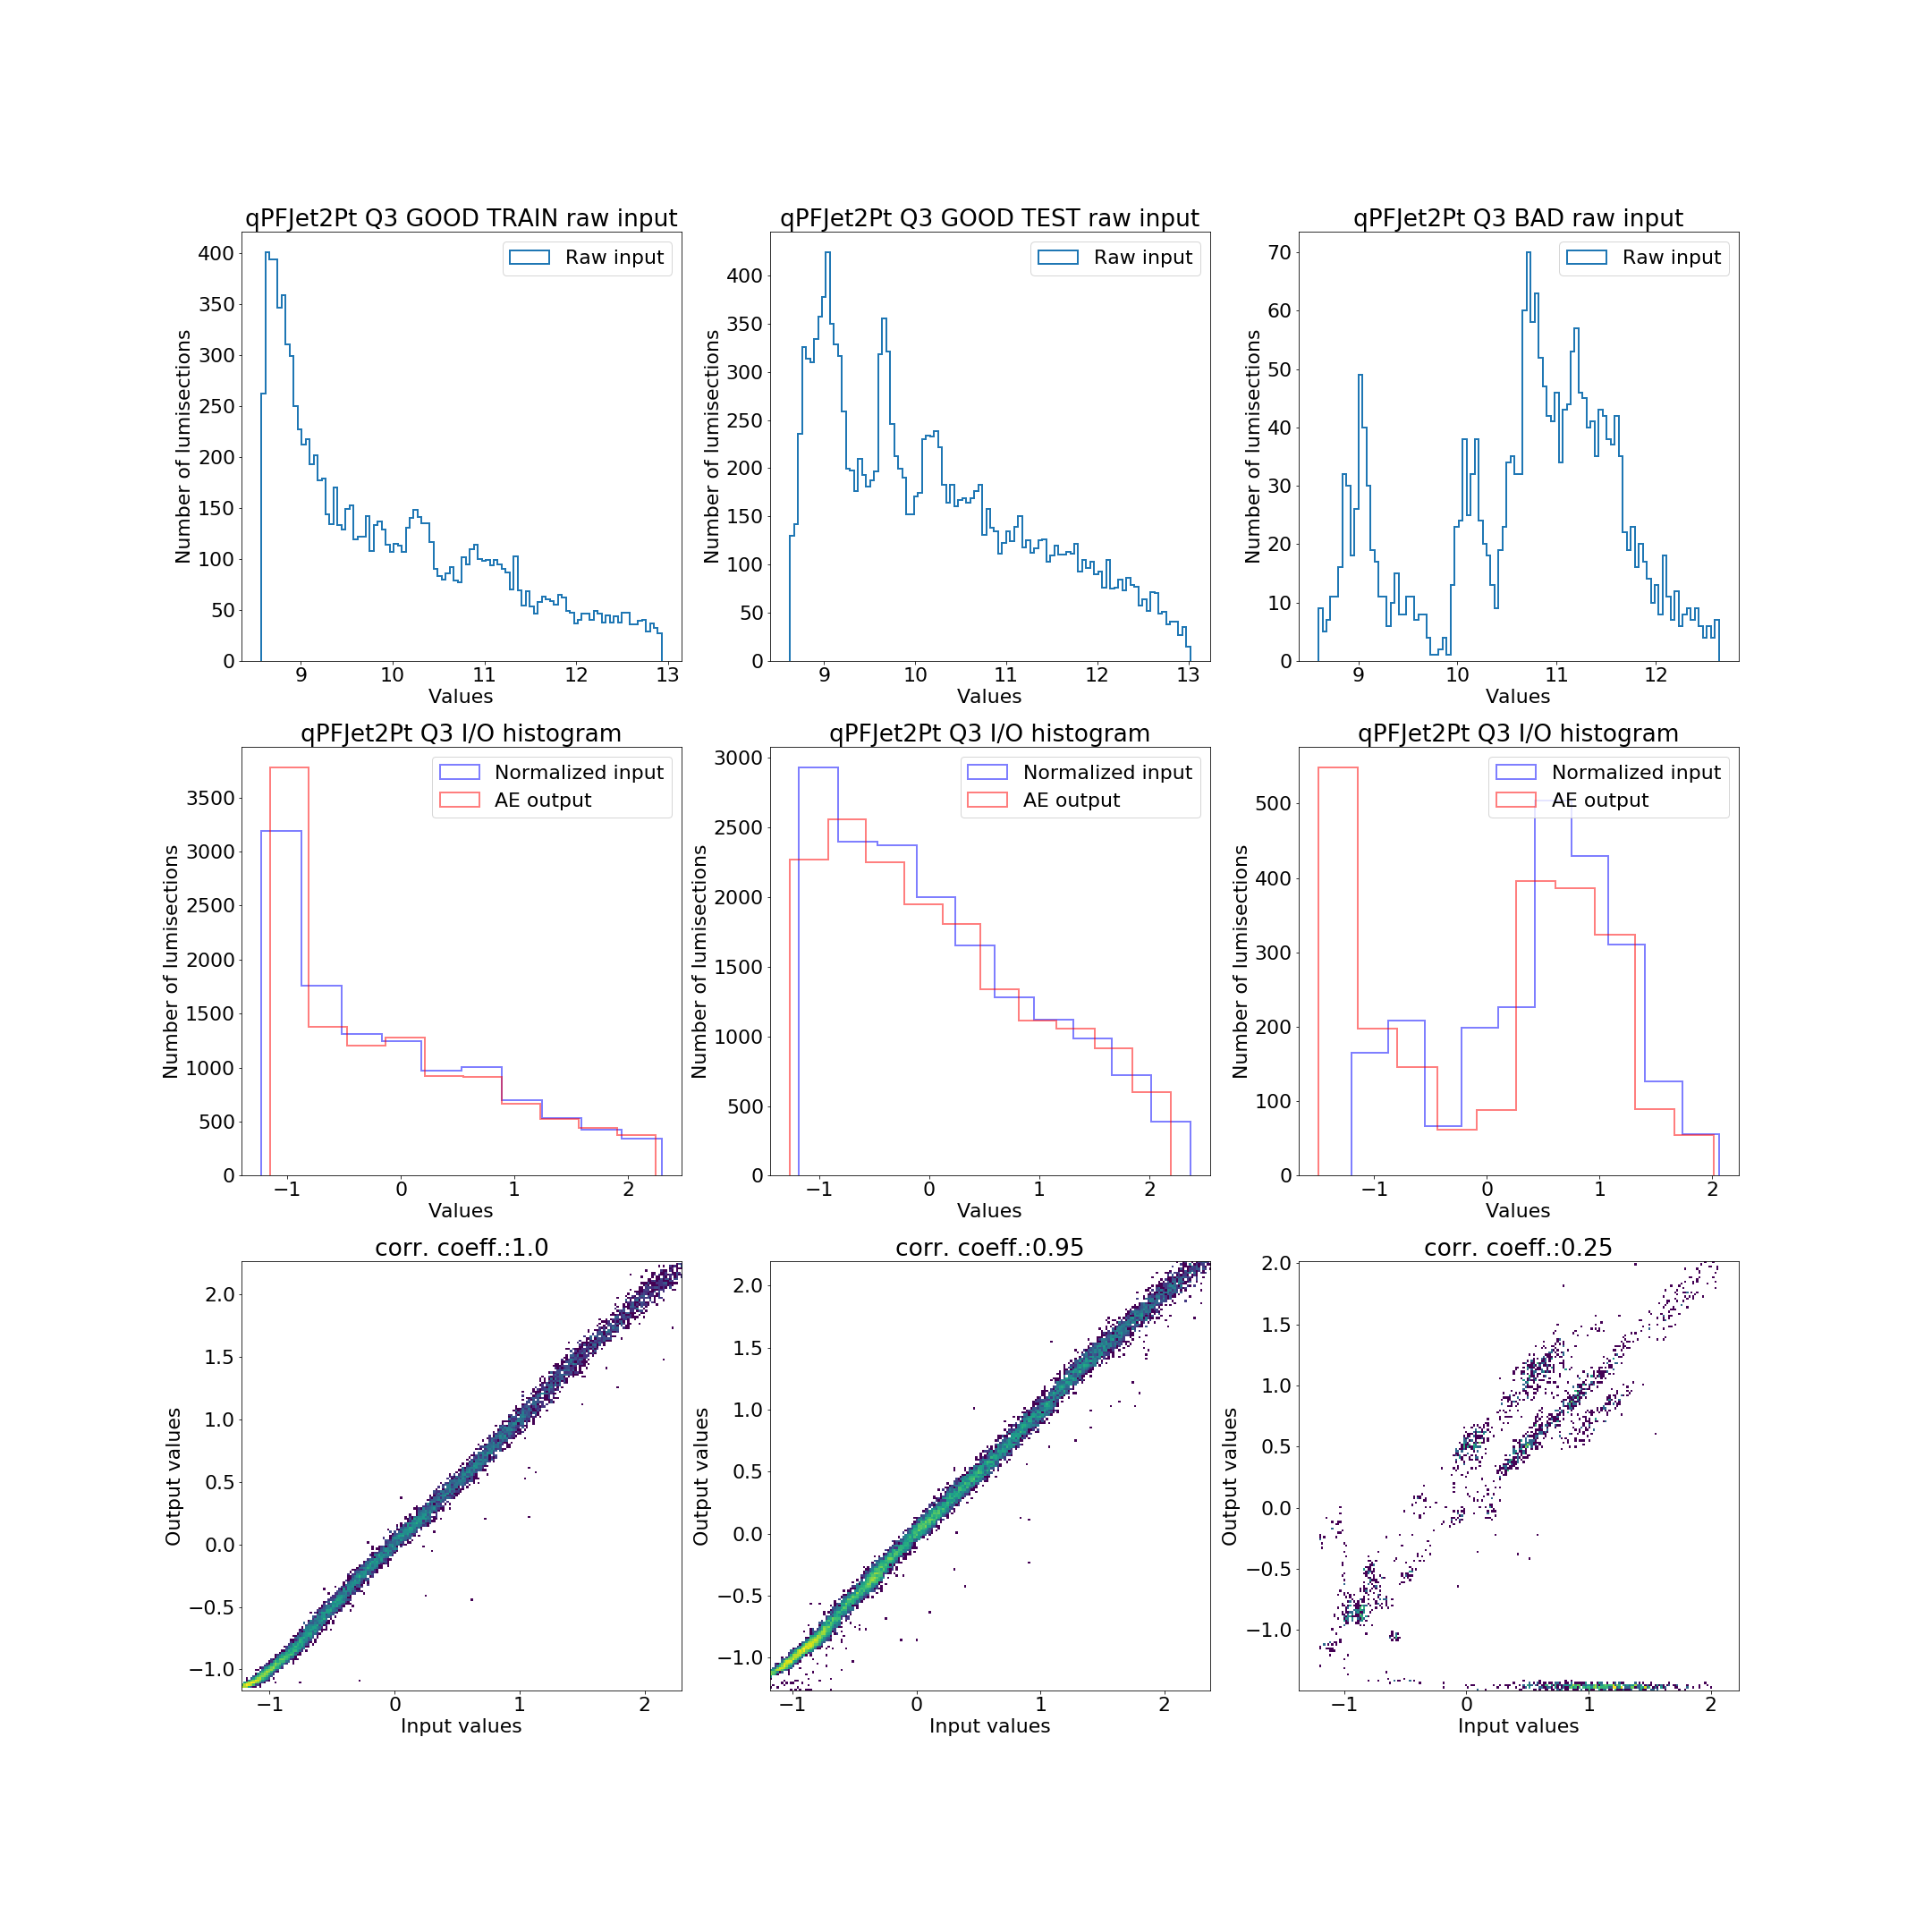 qPFJet2Pt Q3 GOOD TRAIN raw input
Raw input
400
350
300
250
200
150
100
50
0
Number of lumisections
9 10 11 12 13
Values
qPFJet2Pt Q3 GOOD TEST raw input
Raw input
400
350
300
250
200
150
100
50
0
Number of lumisections
9 10 11 12 13
Values
qPFJet2Pt Q3 BAD raw input
Raw input
70
60
50
40
30
20
10
0
Number of lumisections
9 10 11 12
Values
qPFJet2Pt Q3 I/O histogram
Normalized input
AE output
3500
3000
2500
2000
1500
1000
500
0
Number of lumisections
−1 0 1 2
Values
qPFJet2Pt Q3 I/O histogram
Normalized input
AE output
3000
2500
2000
1500
1000
500
0
Number of lumisections
−1 0 1 2
Values
qPFJet2Pt Q3 I/O histogram
Normalized input
AE output
500
400
300
200
100
0
Number of lumisections
−1 0 1 2
Values
corr. coeff.:1.0
2.0
1.5
1.0
0.5
0.0
−0.5
−1.0
Output values
−1 0 1 2
Input values
corr. coeff.:0.95
2.0
1.5
1.0
0.5
0.0
−0.5
−1.0
Output values
−1 0 1 2
Input values
corr. coeff.:0.25
2.0
1.5
1.0
0.5
0.0
−0.5
−1.0
Output values
−1 0 1 2
Input values